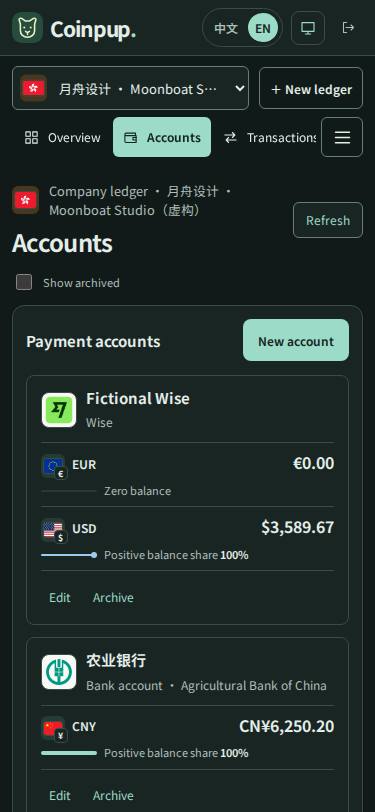 Coinpup.
中文 EN
月舟设计 · Moonboat S···
+ New ledger
Overview Accounts Transactions
Company ledger · 月舟设计 ·
Moonboat Studio（虚构）
Refresh
Accounts
Show archived
Payment accounts
New account
Fictional Wise
Wise
EUR €0.00
€
Zero balance
USD $3,589.67
$
Positive balance share 100%
Edit Archive
农业银行
Bank account · Agricultural Bank of China
CNY CN¥6,250.20
¥
Positive balance share 100%
Edit Archive